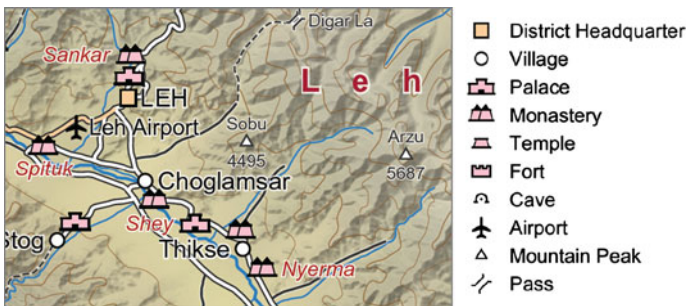 Digar La
Sankar
LEH
L e h
Leh Airport
Sobu
4495
Arzu
5687
Spituk
Choglamsar
Shey
Stog
Thikse
Nyerma
District Headquarter
Village
Palace
Monastery
Temple
Fort
Cave
Airport
Mountain Peak
Pass